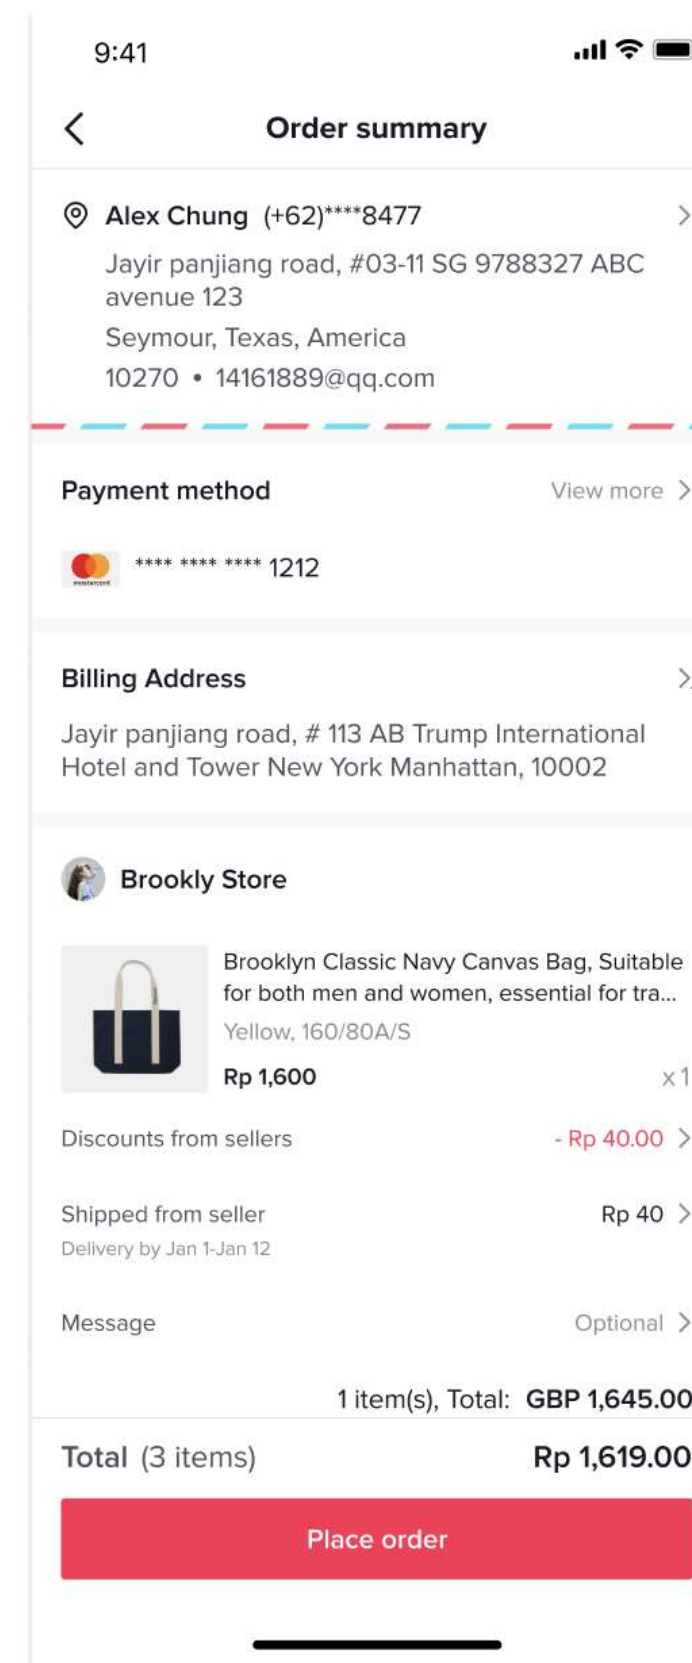 9:41
Order summary
Alex Chung (+62)****8477
Jayir panjiang road, #03-11 SG 9788327 ABC
avenue 123
Seymour, Texas, America
10270 • 14161889@qq.com
Payment method View more
mastercard **** **** **** 1212
Billing Address
Jayir panjiang road, # 113 AB Trump International
Hotel and Tower New York Manhattan, 10002
Brookly Store
Brooklyn Classic Navy Canvas Bag, Suitable
for both men and women, essential for tra...
Yellow, 160/80A/S
Rp 1,600 x 1
Discounts from sellers - Rp 40.00
Shipped from seller Rp 40
Delivery by Jan 1-Jan 12
Message Optional
1 item(s), Total: GBP 1,645.00
Total (3 items) Rp 1,619.00
Place order